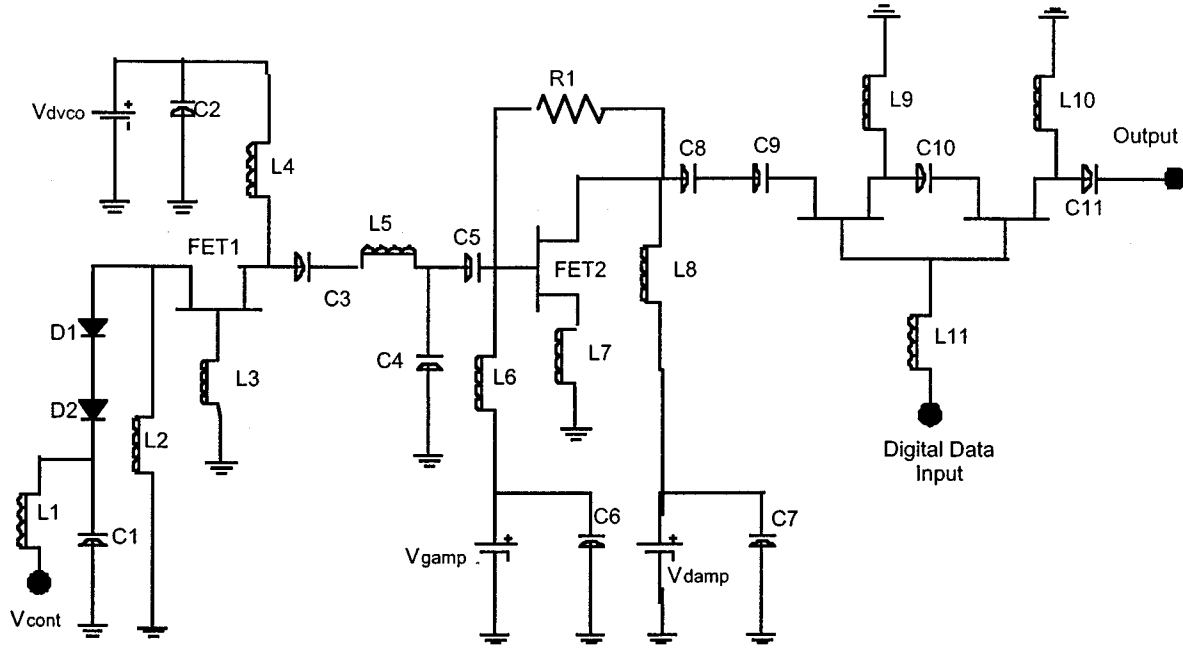 R1
L9
L10
Output
Vdvco
C2
L4
C8
C9
C10
C11
L5
C5
FET1
FET2
L8
C3
D1
L3
C4
L6
L7
L11
D2
L2
Digital Data
Input
L1
C1
C6
C7
Vgamp
Vdamp
Vcont